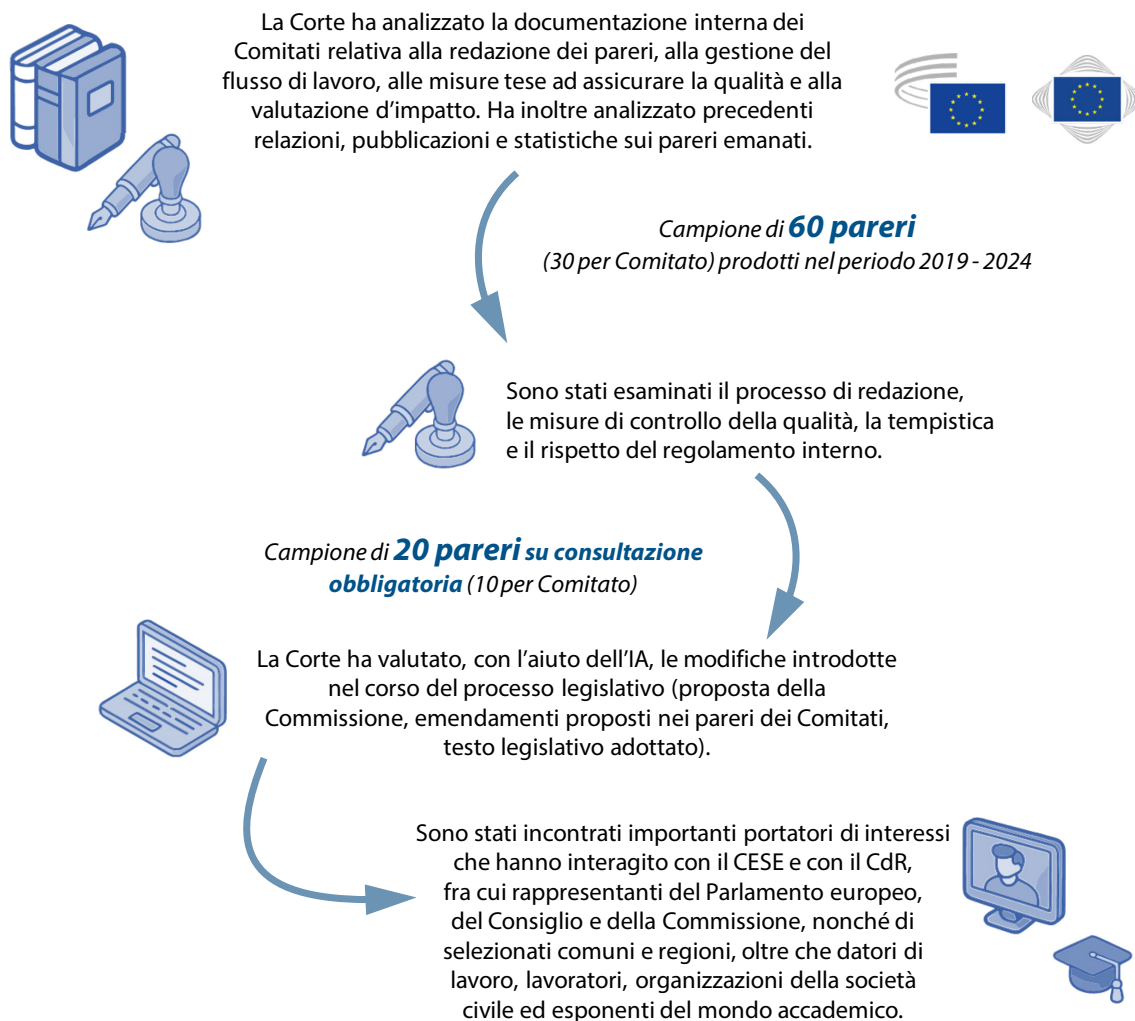 La Corte ha analizzato la documentazione interna dei
Comitati relativa alla redazione dei pareri, alla gestione del
flusso di lavoro, alle misure tese ad assicurare la qualità e alla
valutazione d’impatto. Ha inoltre analizzato precedenti
relazioni, pubblicazioni e statistiche sui pareri emanati.
Campione di 60 pareri
(30 per Comitato) prodotti nel periodo 2019 - 2024
Sono stati esaminati il processo di redazione,
le misure di controllo della qualità, la tempistica
e il rispetto del regolamento interno.
Campione di 20 pareri su consultazione
obbligatoria (10 per Comitato)
La Corte ha valutato, con l’aiuto dell’IA, le modifiche introdotte
nel corso del processo legislativo (proposta della
Commissione, emendamenti proposti nei pareri dei Comitati,
testo legislativo adottato).
Sono stati incontrati importanti portatori di interessi
che hanno interagito con il CESE e con il CdR,
fra cui rappresentanti del Parlamento europeo,
del Consiglio e della Commissione, nonché di
selezionati comuni e regioni, oltre che datori di
lavoro, lavoratori, organizzazioni della società
civile ed esponenti del mondo accademico.